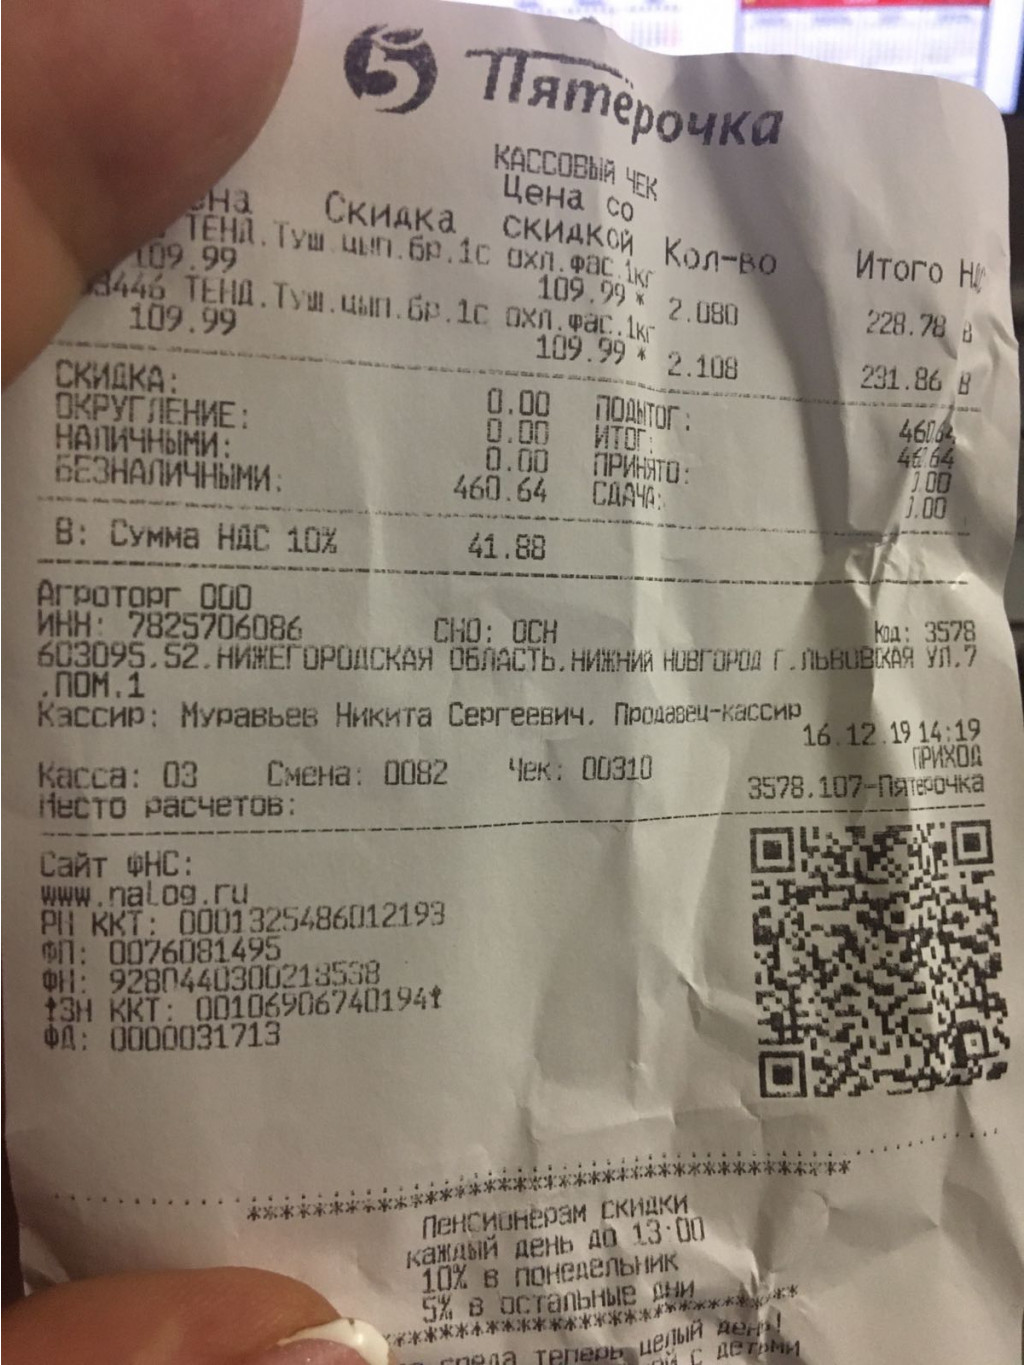 5 Пятёрочка
КАССОВЫЙ ЧЕК
Скидка Цена со скидкой Кол-во Итого
ТЕНД.Туш.цып.бр.1с охл.фас.1кг
109.99 109.99 * 2.080 228.78 В
ТЕНД.Туш.цып.бр.1с охл.фас.1кг
109.99 109.99 * 2.108 231.86 В
СКИДКА: 0.00 ПОДЫТОГ:
ОКРУГЛЕНИЕ: 0.00 ИТОГ:
НАЛИЧНЫМИ: 0.00 ПРИНЯТО:
БЕЗНАЛИЧНЫМИ: 460.64 СДАЧА:
В: Сумма НДС 10% 41.88
Агроторг ООО
ИНН: 7825706086 СНО: ОСН Код: 3578
603095.52.НИЖЕГОРОДСКАЯ ОБЛАСТЬ.НИЖНИЙ НОВГОРОД Г.ЛЬВОВСКАЯ УЛ.7
.ПОМ.1
Кассир: Муравьев Никита Сергеевич. Продавец-кассир
16.12.19 14:19
Касса: 03 Смена: 0082 Чек: 00310 ПРИХОД
Место расчетов: 3578.107-Пятерочка
Сайт ФНС:
www.nalog.ru
РН ККТ: 0001325486012193
ФП: 0076081495
ФН: 9280440300218538
ЗН ККТ: 00106906740194
ФД: 0000031713
Пенсионерам скидки
каждый день до 13:00
10% в понедельник
5% в остальные дни
среда теперь целый день!
с детьми